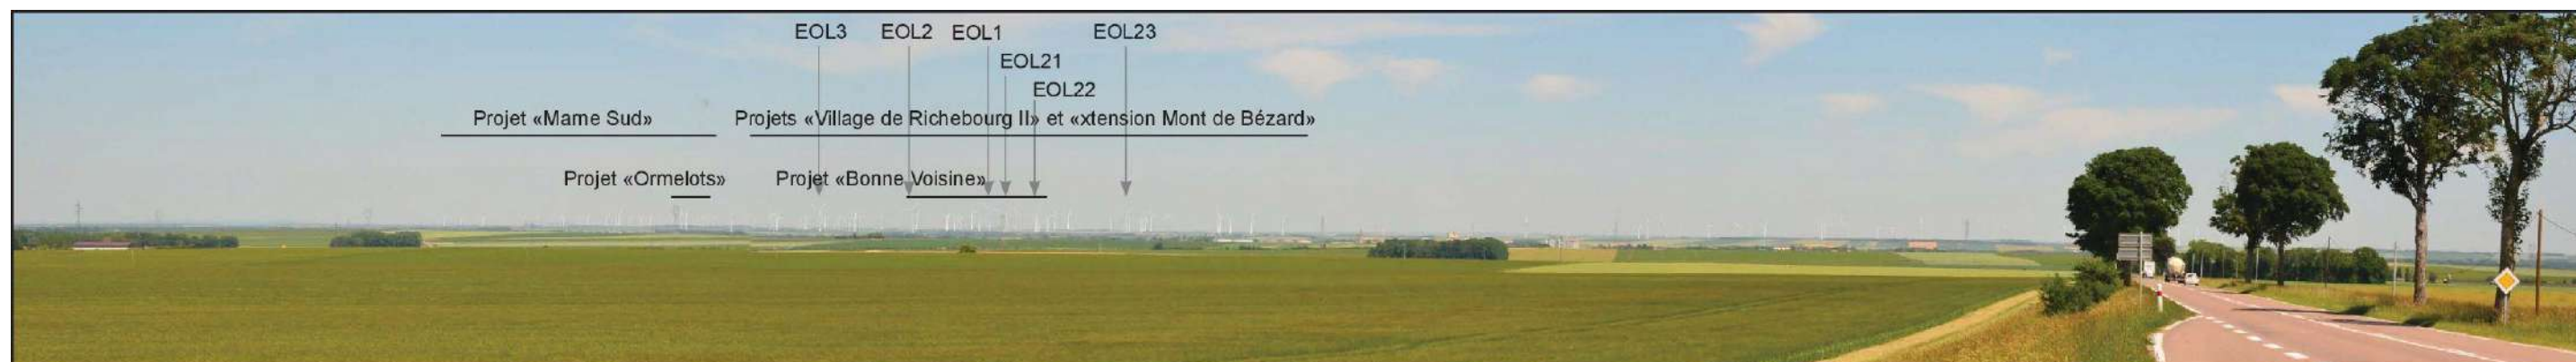 EOL3 EOL2 EOL1 EOL23
EOL21
EOL22
Projet «Marne Sud» Projets «Village de Richebourg II» et «xtension Mont de Bézard»
Projet «Ormelots» Projet «Bonne Voisine»